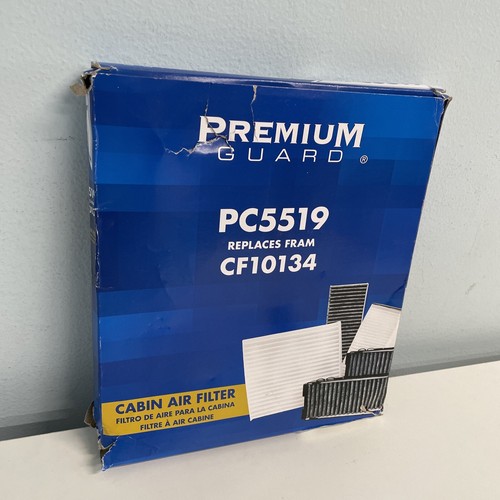 PREMIUM
GUARD ®
PC5519
REPLACES FRAM
CF10134
CABIN AIR FILTER
FILTRO DE AIRE PARA LA CABINA
FILTRE À AIR CABINE